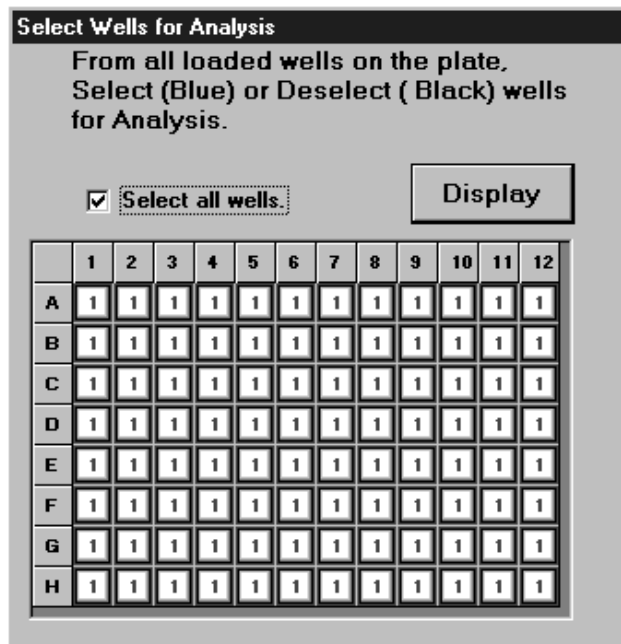 Select Wells for Analysis
From all loaded wells on the plate,
Select (Blue) or Deselect ( Black) wells
for Analysis.
Select all wells.
Display
1 2 3 4 5 6 7 8 9 10 11 12
A 1 1 1 1 1 1 1 1 1 1 1 1
B 1 1 1 1 1 1 1 1 1 1 1 1
C 1 1 1 1 1 1 1 1 1 1 1 1
D 1 1 1 1 1 1 1 1 1 1 1 1
E 1 1 1 1 1 1 1 1 1 1 1 1
F 1 1 1 1 1 1 1 1 1 1 1 1
G 1 1 1 1 1 1 1 1 1 1 1 1
H 1 1 1 1 1 1 1 1 1 1 1 1